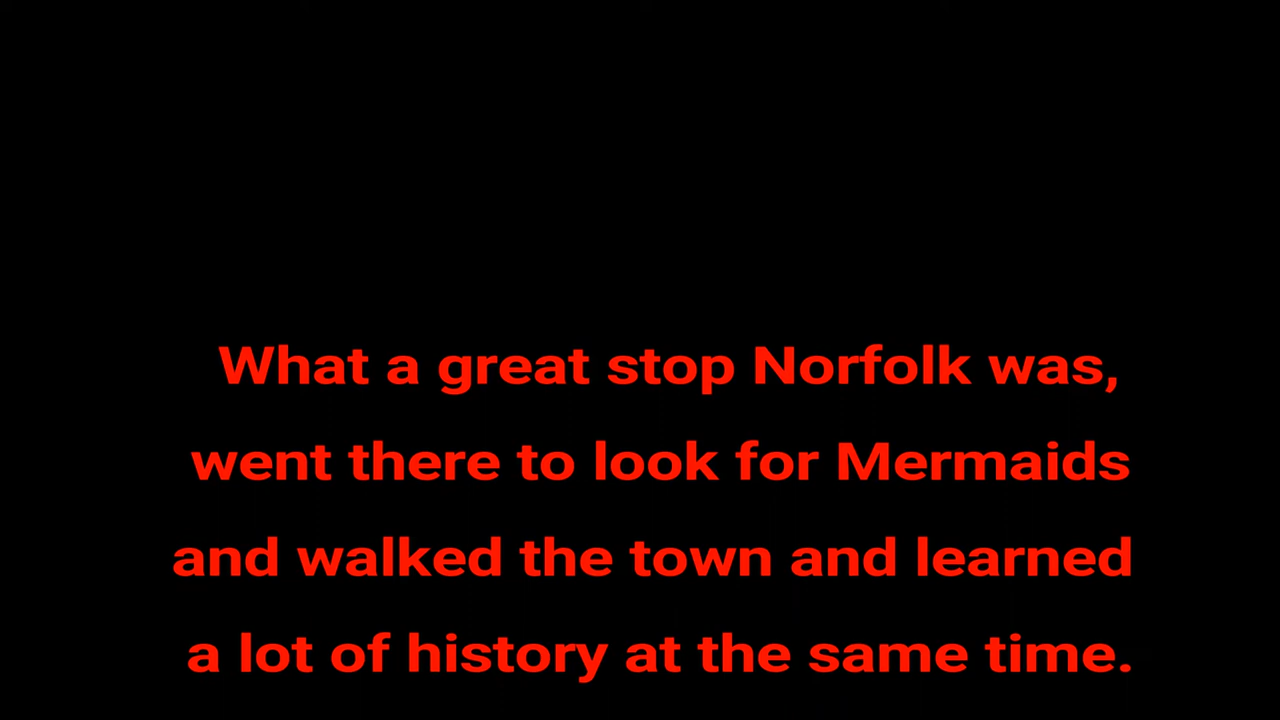 What a great stop Norfolk was,
went there to look for Mermaids
and walked the town and learned
a lot of history at the same time.